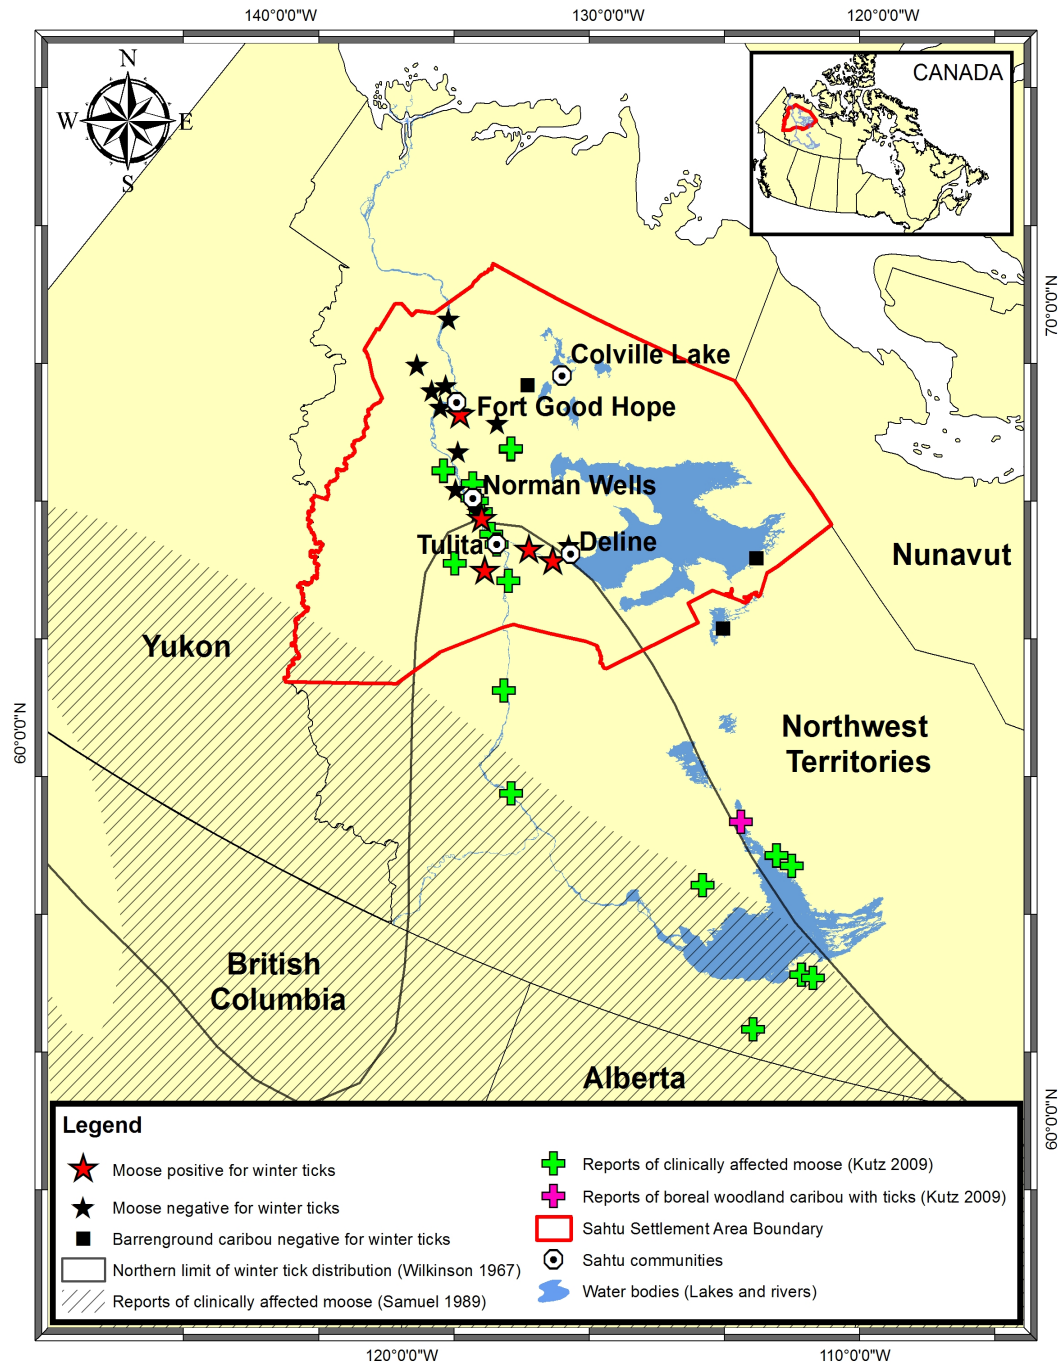 140°0'0"W
130°0'0"W
120°0'0"W
N
W
E
S
CANADA
70°0'0"N
Colville Lake
Fort Good Hope
Norman Wells
Tulita
Deline
Nunavut
Yukon
60°0'0"N
Northwest
Territories
British
Columbia
Alberta
60°0'0"N
Legend
Moose positive for winter ticks
Moose negative for winter ticks
Barrenground caribou negative for winter ticks
Northern limit of winter tick distribution (Wilkinson 1967)
Reports of clinically affected moose (Samuel 1989)
Reports of clinically affected moose (Kutz 2009)
Reports of boreal woodland caribou with ticks (Kutz 2009)
Sahtu Settlement Area Boundary
Sahtu communities
Water bodies (Lakes and rivers)
120°0'0"W
110°0'0"W